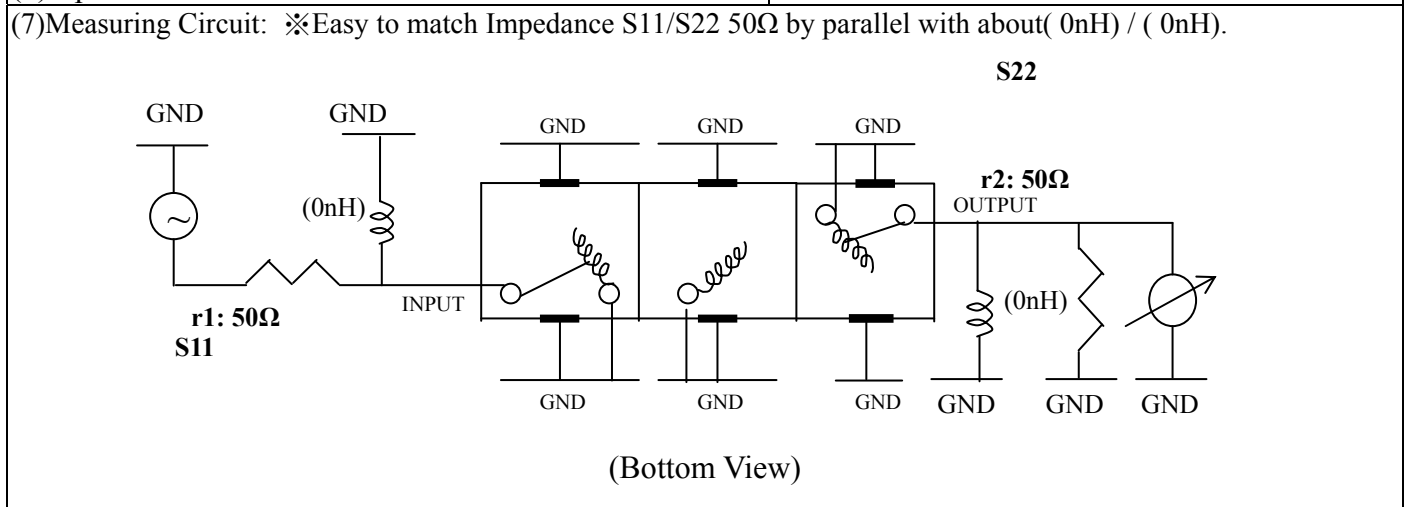 (7)Measuring Circuit: ※Easy to match Impedance S11/S22 50Ω by parallel with about( 0nH) / ( 0nH).
S22
GND
GND
GND
GND
GND
(0nH)
r2: 50Ω
OUTPUT
INPUT
(0nH)
r1: 50Ω
S11
GND
GND
GND
GND
GND
GND
(Bottom View)